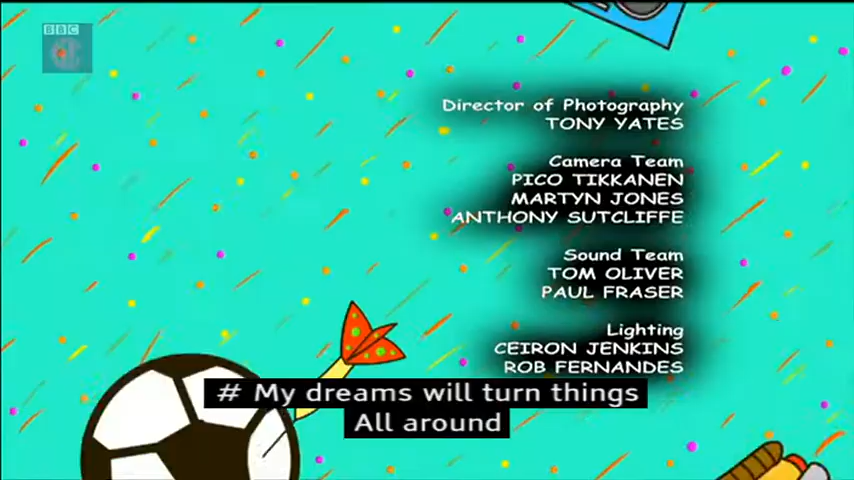 BBC
Director of Photography
TONY YATES
Camera Team
PICO TIKKANEN
MARTYN JONES
ANTHONY SUTCLIFFE
Sound Team
TOM OLIVER
PAUL FRASER
Lighting
CEIRON JENKINS
ROB FERNANDES
# My dreams will turn things
All around